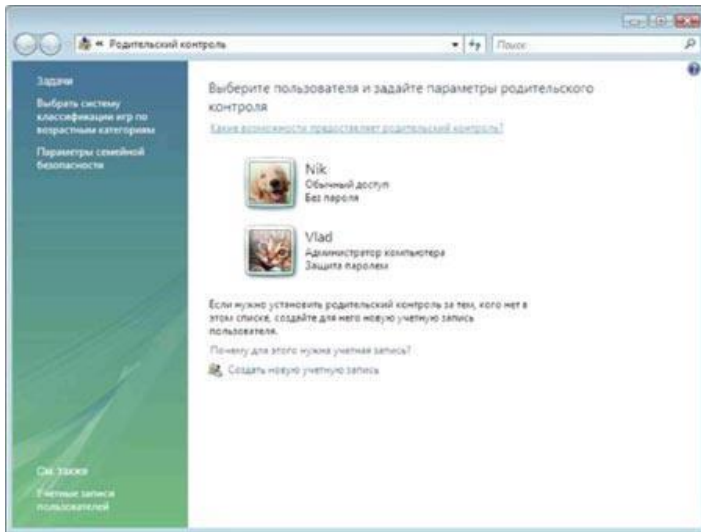 « Родительский контроль
Поиск
Задачи
Выбрать систему
классификации игр по
возрастным категориям
Параметры семейной
безопасности
Выберите пользователя и задайте параметры родительского
контроля
Какие возможности предоставляет родительский контроль?
Nik
Обычный доступ
Без пароля
Vlad
Администратор компьютера
Защита паролем
Если нужно установить родительский контроль за тем, кого нет в
этом списке, создайте для него новую учетную запись
пользователя.
Почему для этого нужна учетная запись?
Создать новую учетную запись
См. также
Учетные записи
пользователей